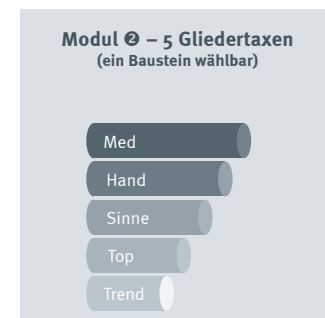 Modul ❷ – 5 Gliedertaxen
(ein Baustein wählbar)
Med
Hand
Sinne
Top
Trend